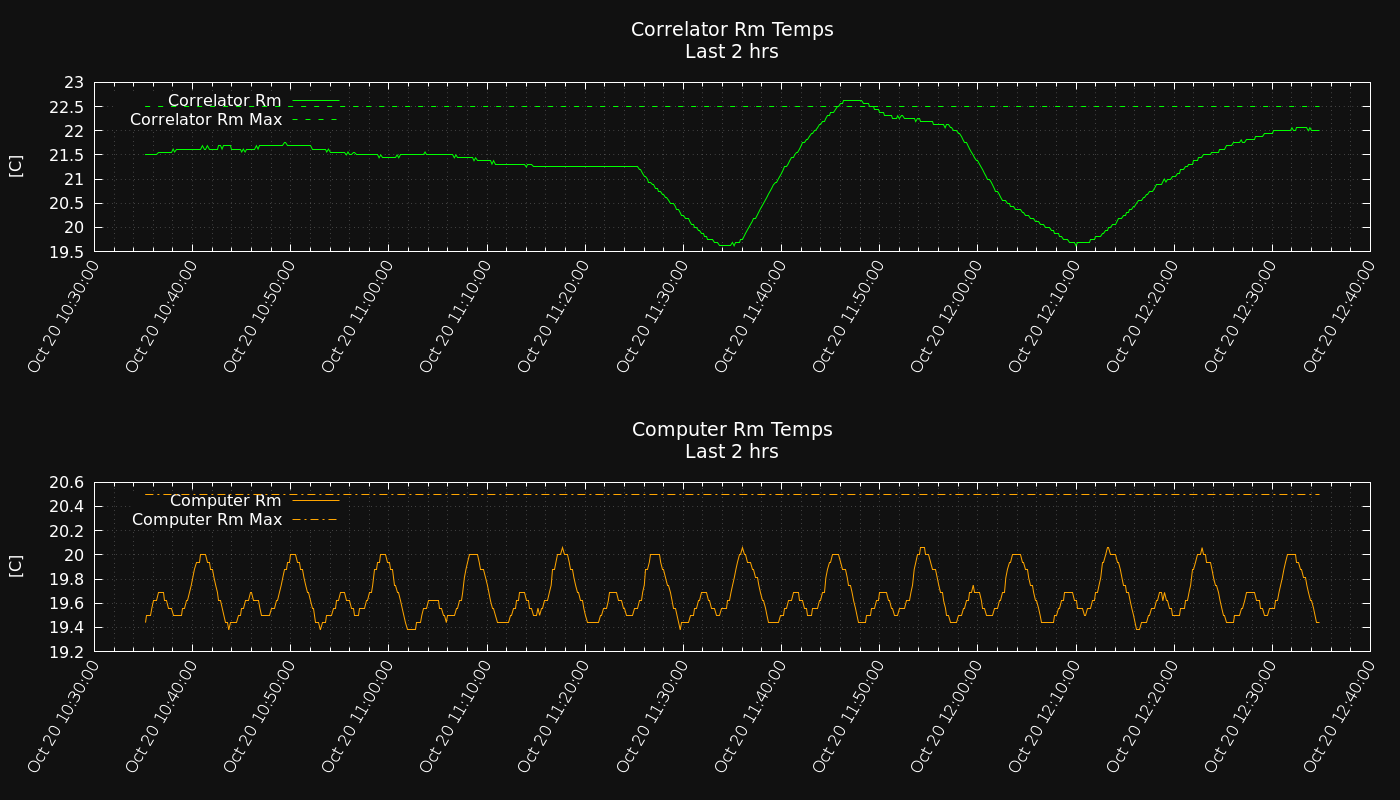 Correlator Rm Temps
Last 2 hrs
23
22.5
22
21.5
21
20.5
20
19.5
[C]
Correlator Rm
Correlator Rm Max
Oct 20 10:30:00
Oct 20 10:40:00
Oct 20 10:50:00
Oct 20 11:00:00
Oct 20 11:10:00
Oct 20 11:20:00
Oct 20 11:30:00
Oct 20 11:40:00
Oct 20 11:50:00
Oct 20 12:00:00
Oct 20 12:10:00
Oct 20 12:20:00
Oct 20 12:30:00
Oct 20 12:40:00
Computer Rm Temps
Last 2 hrs
20.6
20.4
20.2
20
19.8
19.6
19.4
19.2
[C]
Computer Rm
Computer Rm Max
Oct 20 10:30:00
Oct 20 10:40:00
Oct 20 10:50:00
Oct 20 11:00:00
Oct 20 11:10:00
Oct 20 11:20:00
Oct 20 11:30:00
Oct 20 11:40:00
Oct 20 11:50:00
Oct 20 12:00:00
Oct 20 12:10:00
Oct 20 12:20:00
Oct 20 12:30:00
Oct 20 12:40:00